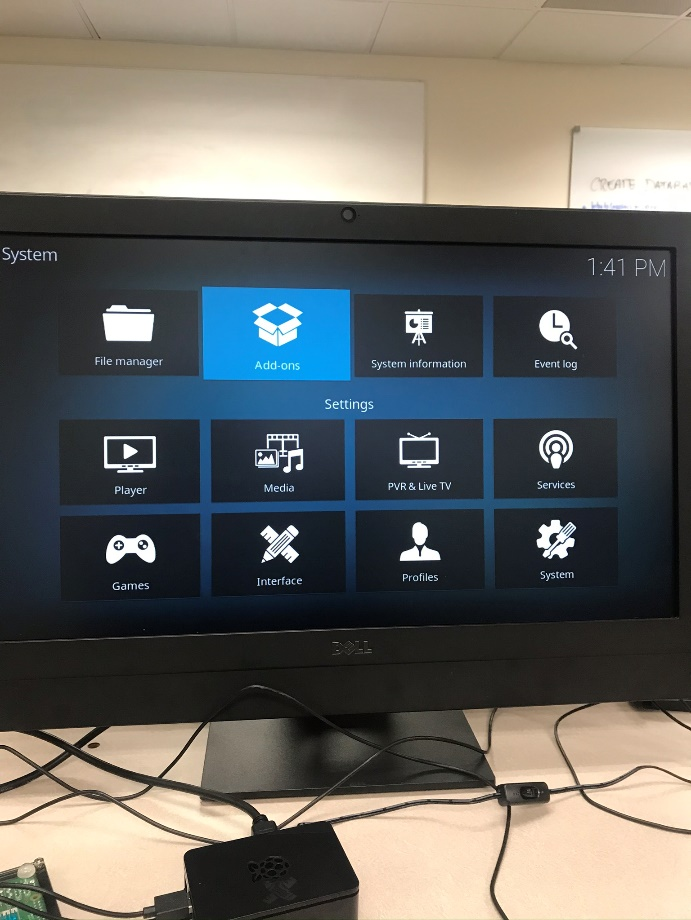 CREATE
System
1:41 PM
File manager
Add-ons
System information
Event log
Settings
Player
Media
PVR & Live TV
Services
Games
Interface
Profiles
System
DELL